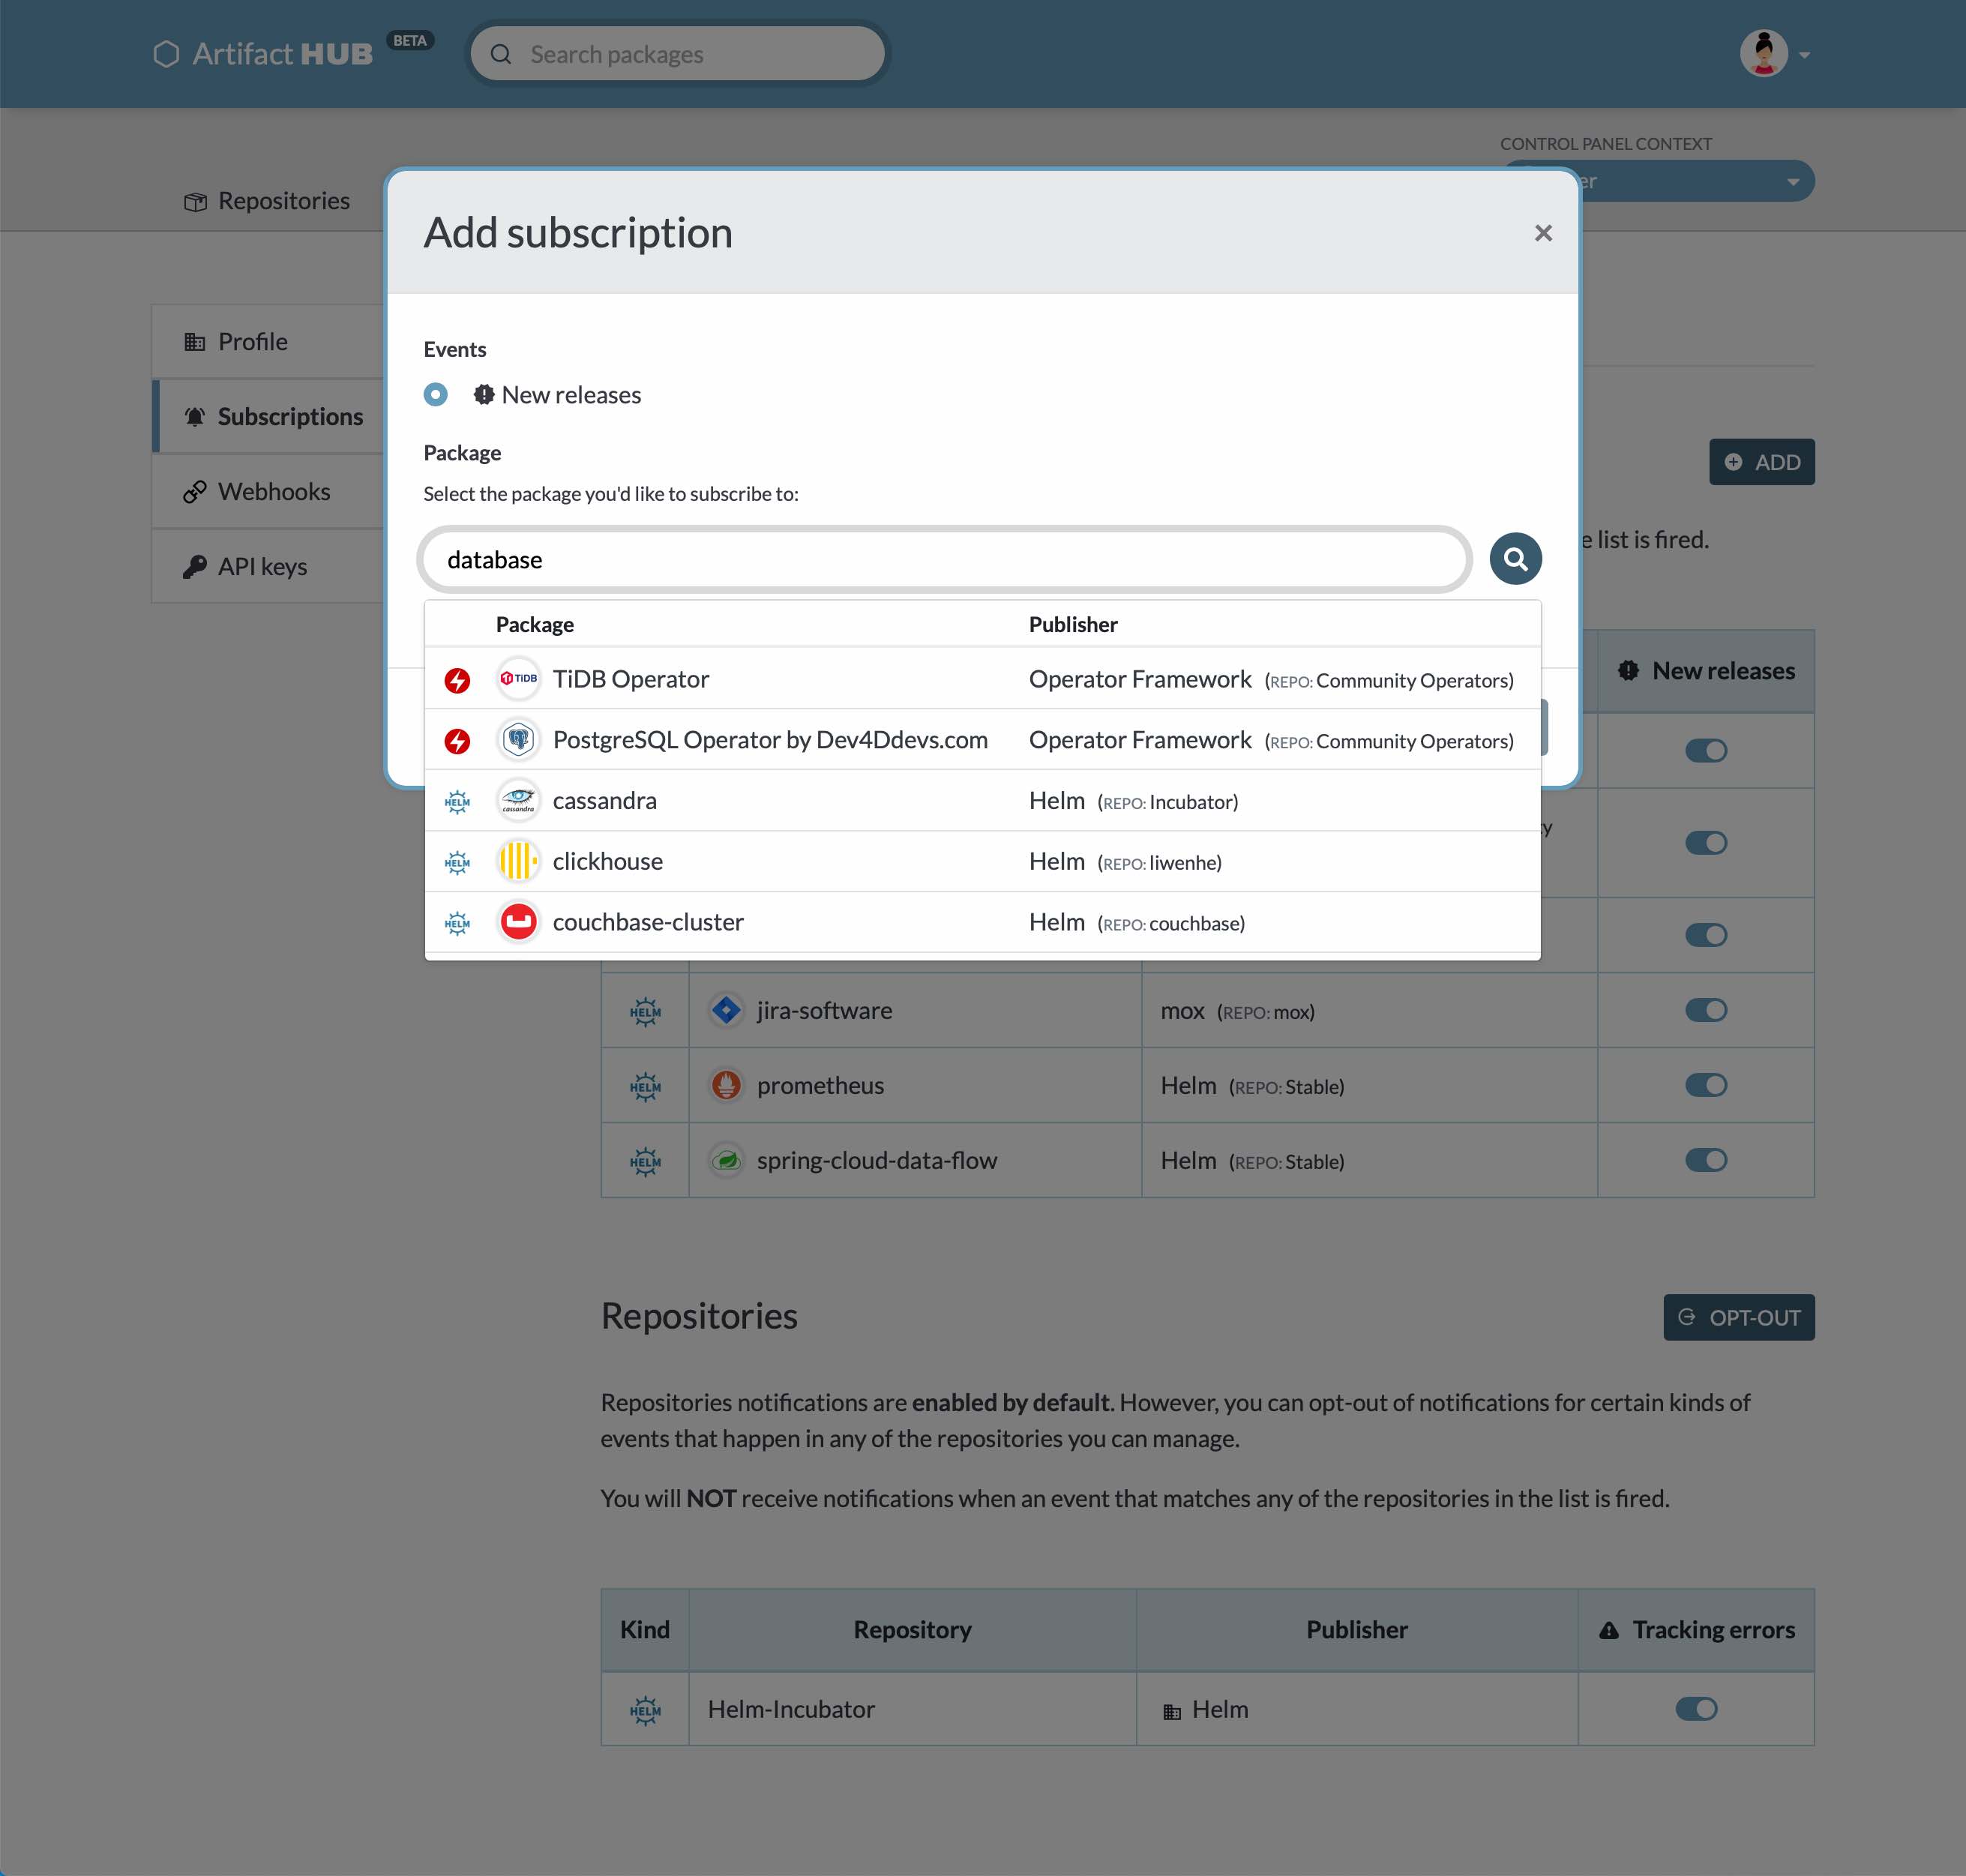 Artifact HUB BETA
Search packages
CONTROL PANEL CONTEXT
Repositories
Add subscription
×
Profile
Subscriptions
Webhooks
API keys
Events
New releases
Package
Select the package you'd like to subscribe to:
ADD
database
e list is fired.
Package Publisher
TiDB TiDB Operator Operator Framework (REPO: Community Operators)
PostgreSQL Operator by Dev4Ddevs.com Operator Framework (REPO: Community Operators)
HELM cassandra cassandra Helm (REPO: Incubator)
HELM clickhouse Helm (REPO: liwenhe)
HELM couchbase-cluster Helm (REPO: couchbase)
New releases
HELM jira-software mox (REPO: mox)
HELM prometheus Helm (REPO: Stable)
HELM spring-cloud-data-flow Helm (REPO: Stable)
Repositories
OPT-OUT
Repositories notifications are enabled by default. However, you can opt-out of notifications for certain kinds of
events that happen in any of the repositories you can manage.
You will NOT receive notifications when an event that matches any of the repositories in the list is fired.
Kind Repository Publisher Tracking errors
HELM Helm-Incubator Helm